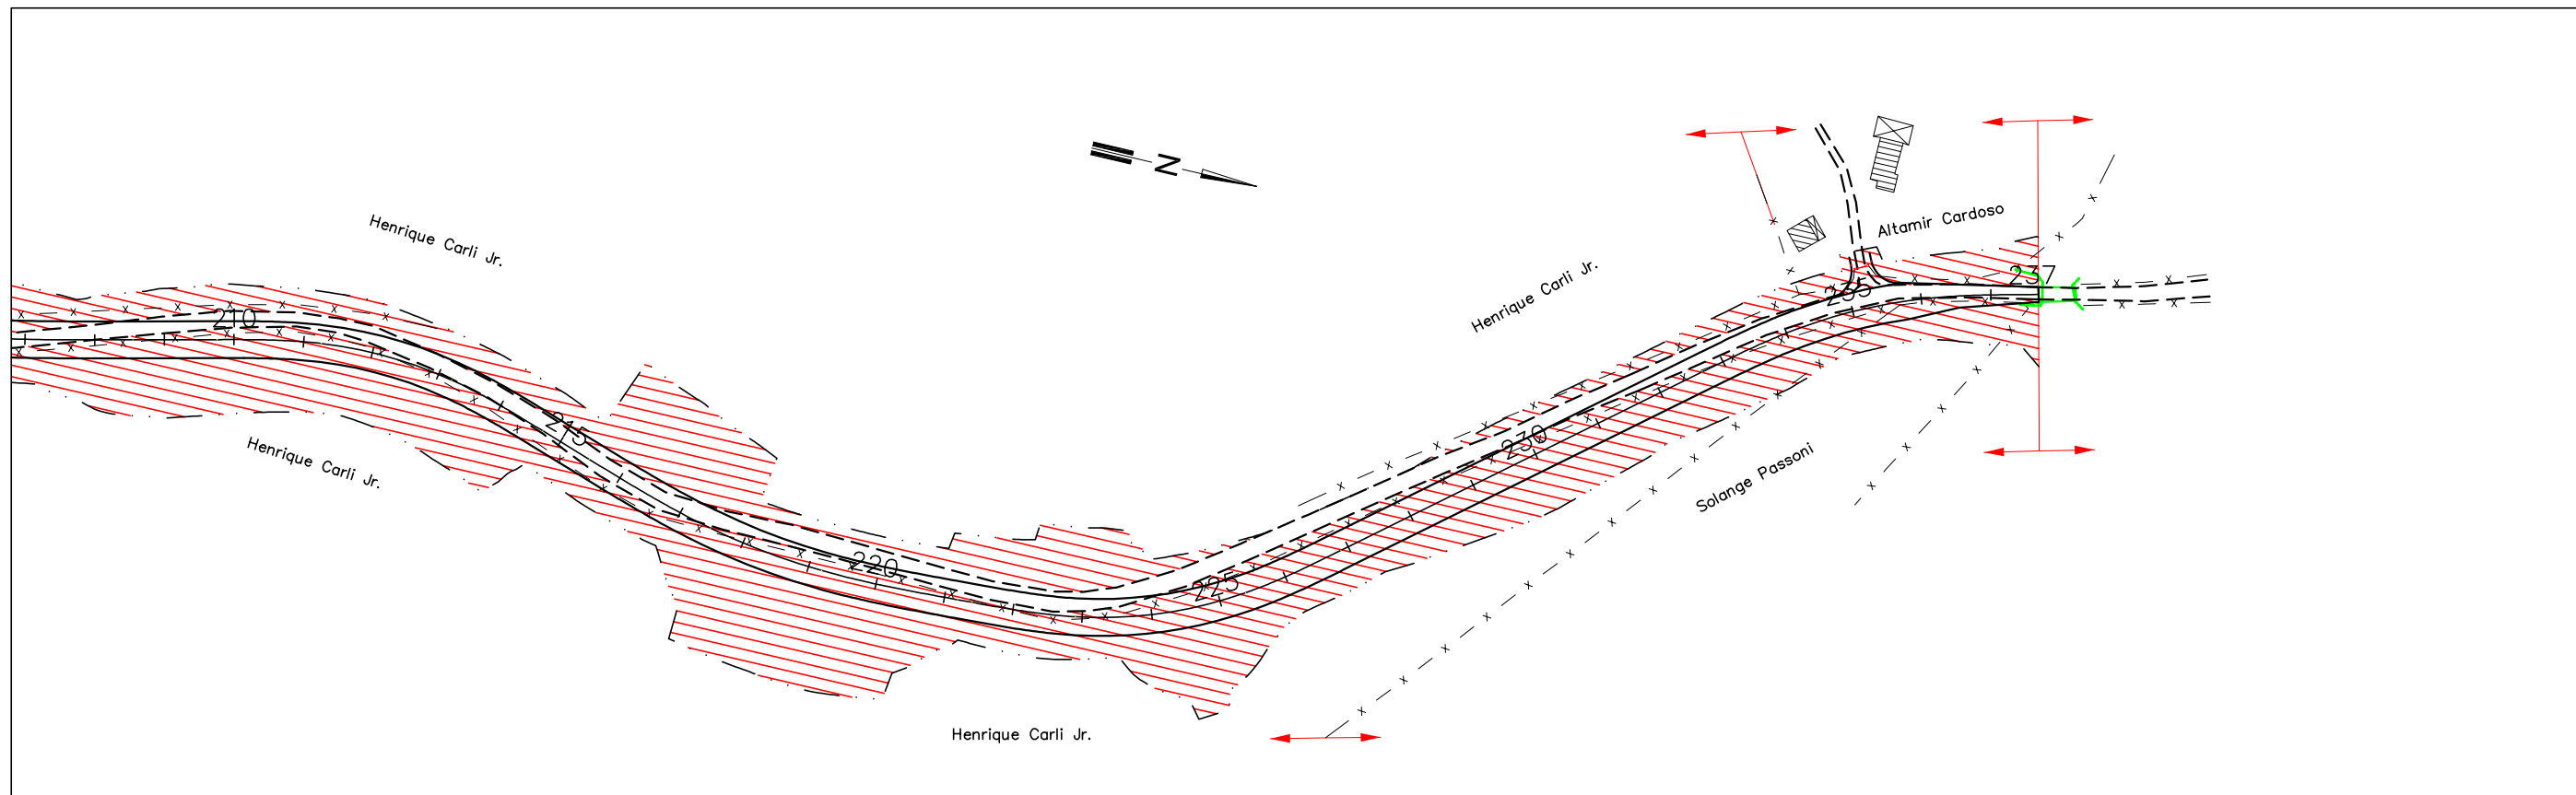 N
Altamir Cardoso
Henrique Carli Jr.
Henrique Carli Jr.
237
235
210
215
230
Henrique Carli Jr.
Solange Passoni
220
225
Henrique Carli Jr.